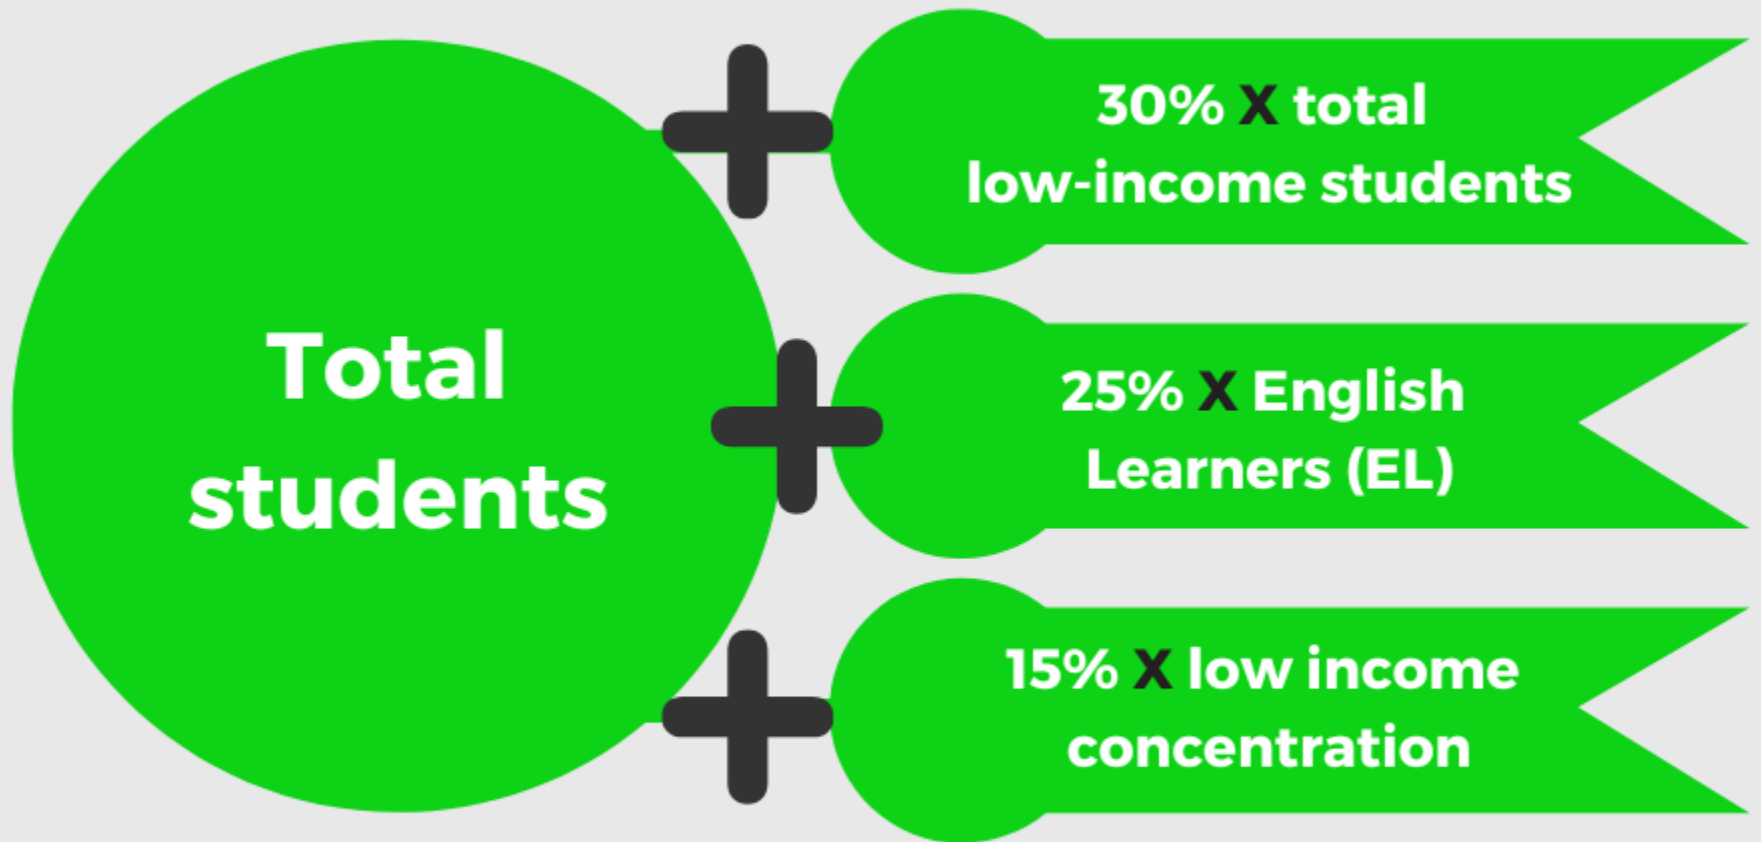 Total
students
30% X total
low-income students
25% X English
Learners (EL)
15% X low income
concentration